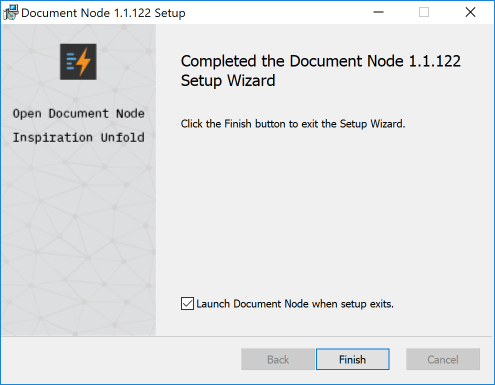 Document Node 1.1.122 Setup
Open Document Node
Inspiration Unfold
Completed the Document Node 1.1.122
Setup Wizard
Click the Finish button to exit the Setup Wizard.
Launch Document Node when setup exits.
Back
Finish
Cancel